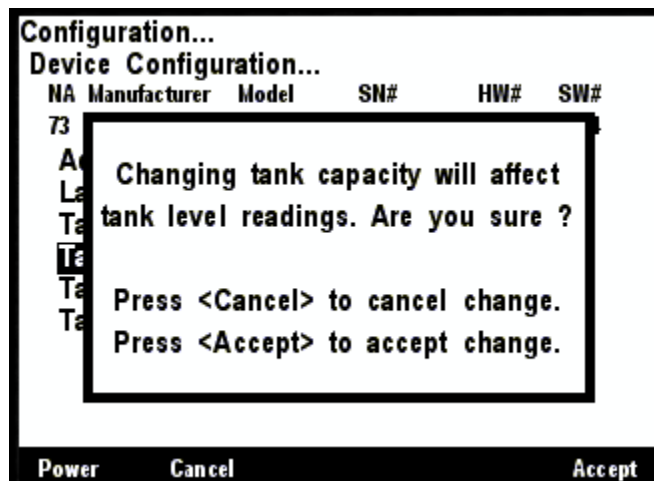 Configuration...
Device Configuration...
NA Manufacturer Model SN# HW# SW#
73
Changing tank capacity will affect
tank level readings. Are you sure ?
Press <Cancel> to cancel change.
Press <Accept> to accept change.
Power Cancel Accept